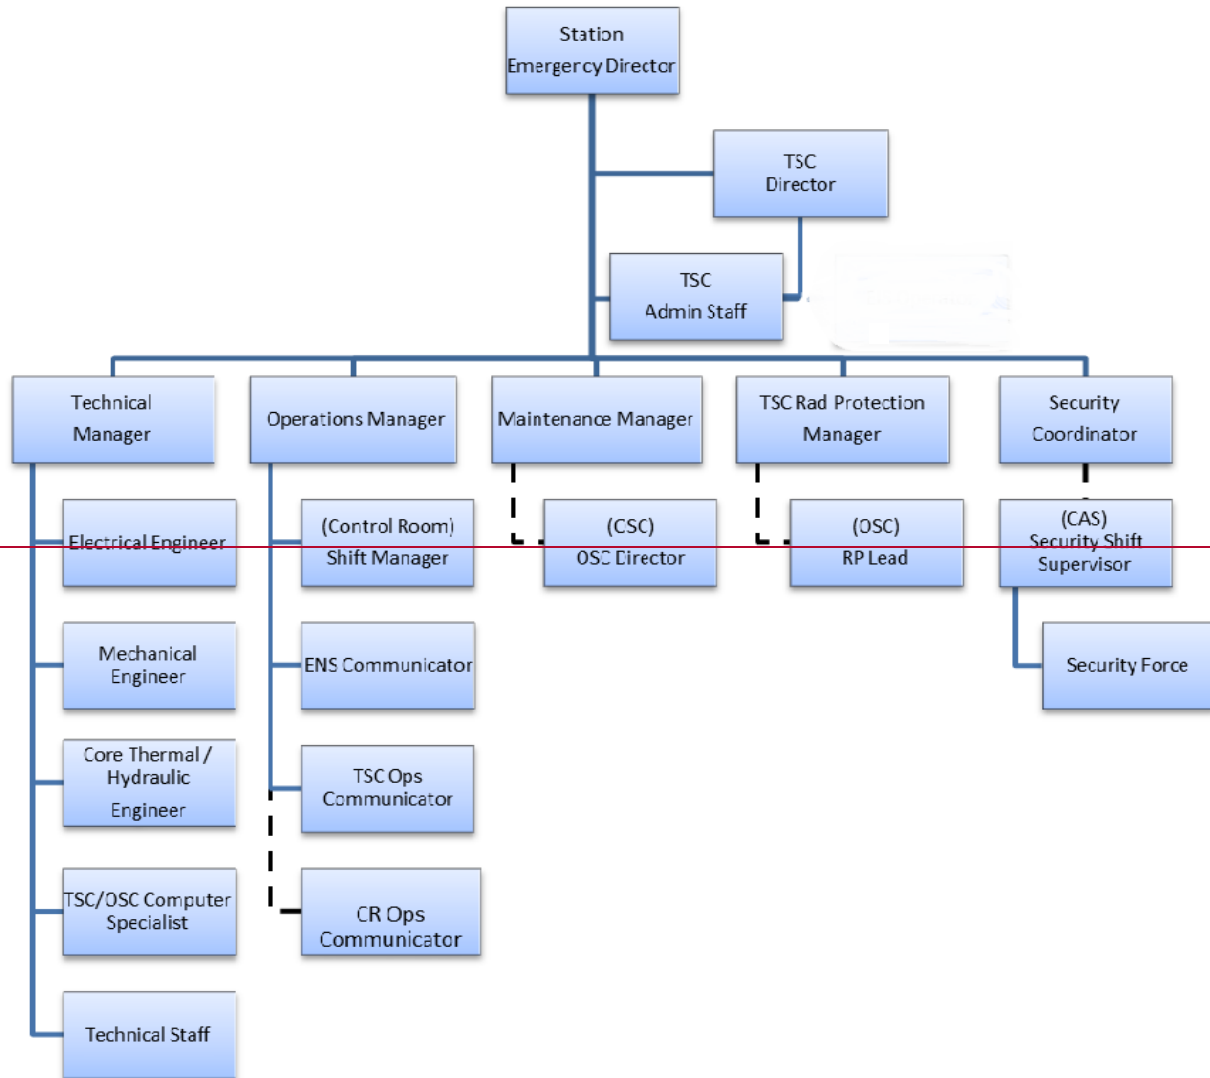 Station
Emergency Director
TSC
Director
TSC
Admin Staff
Technical
Manager
Operations Manager
Maintenance Manager
TSC Rad Protection
Manager
Security
Coordinator
Electrical Engineer
(Control Room)
Shift Manager
(CSC)
OSC Director
(OSC)
RP Lead
(CAS)
Security Shift
Supervisor
Mechanical
Engineer
ENS Communicator
Security Force
Core Thermal /
Hydraulic
Engineer
TSC Ops
Communicator
TSC/OSC Computer
Specialist
CR Ops
Communicator
Technical Staff